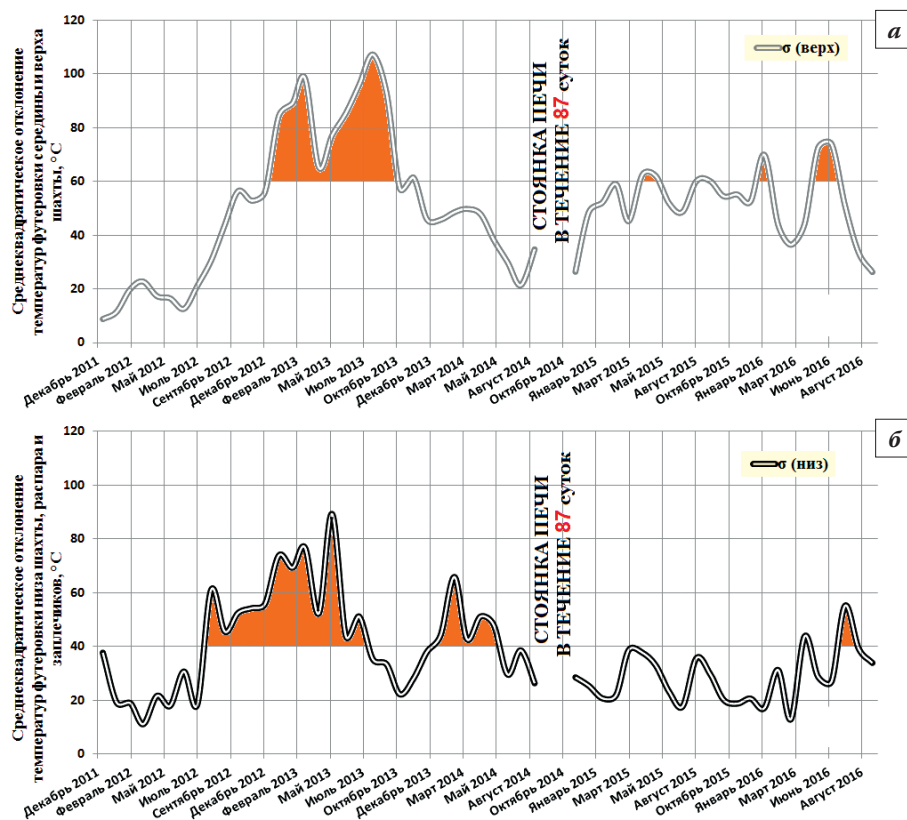 Среднеквадратическое отклонение
температур футеровки середины и верха
шахты, °С
120
100
80
60
40
20
0
а
σ (верх)
СТОЯНКА ПЕЧИ
В ТЕЧЕНИЕ 87 суток
Декабрь 2011
Февраль 2012
Май 2012
Июль 2012
Сентябрь 2012
Декабрь 2012
Февраль 2013
Май 2013
Июль 2013
Октябрь 2013
Декабрь 2013
Март 2014
Май 2014
Август 2014
Октябрь 2014
Январь 2015
Март 2015
Май 2015
Август 2015
Октябрь 2015
Январь 2016
Март 2016
Июнь 2016
Август 2016
Среднеквадратическое отклонение
температур футеровки низа шахты, распара и
заплечиков, °С
120
100
80
60
40
20
0
б
σ (низ)
СТОЯНКА ПЕЧИ
В ТЕЧЕНИЕ 87 суток
Декабрь 2011
Февраль 2012
Май 2012
Июль 2012
Сентябрь 2012
Декабрь 2012
Февраль 2013
Май 2013
Июль 2013
Октябрь 2013
Декабрь 2013
Март 2014
Май 2014
Август 2014
Октябрь 2014
Январь 2015
Март 2015
Май 2015
Август 2015
Октябрь 2015
Январь 2016
Март 2016
Июнь 2016
Август 2016